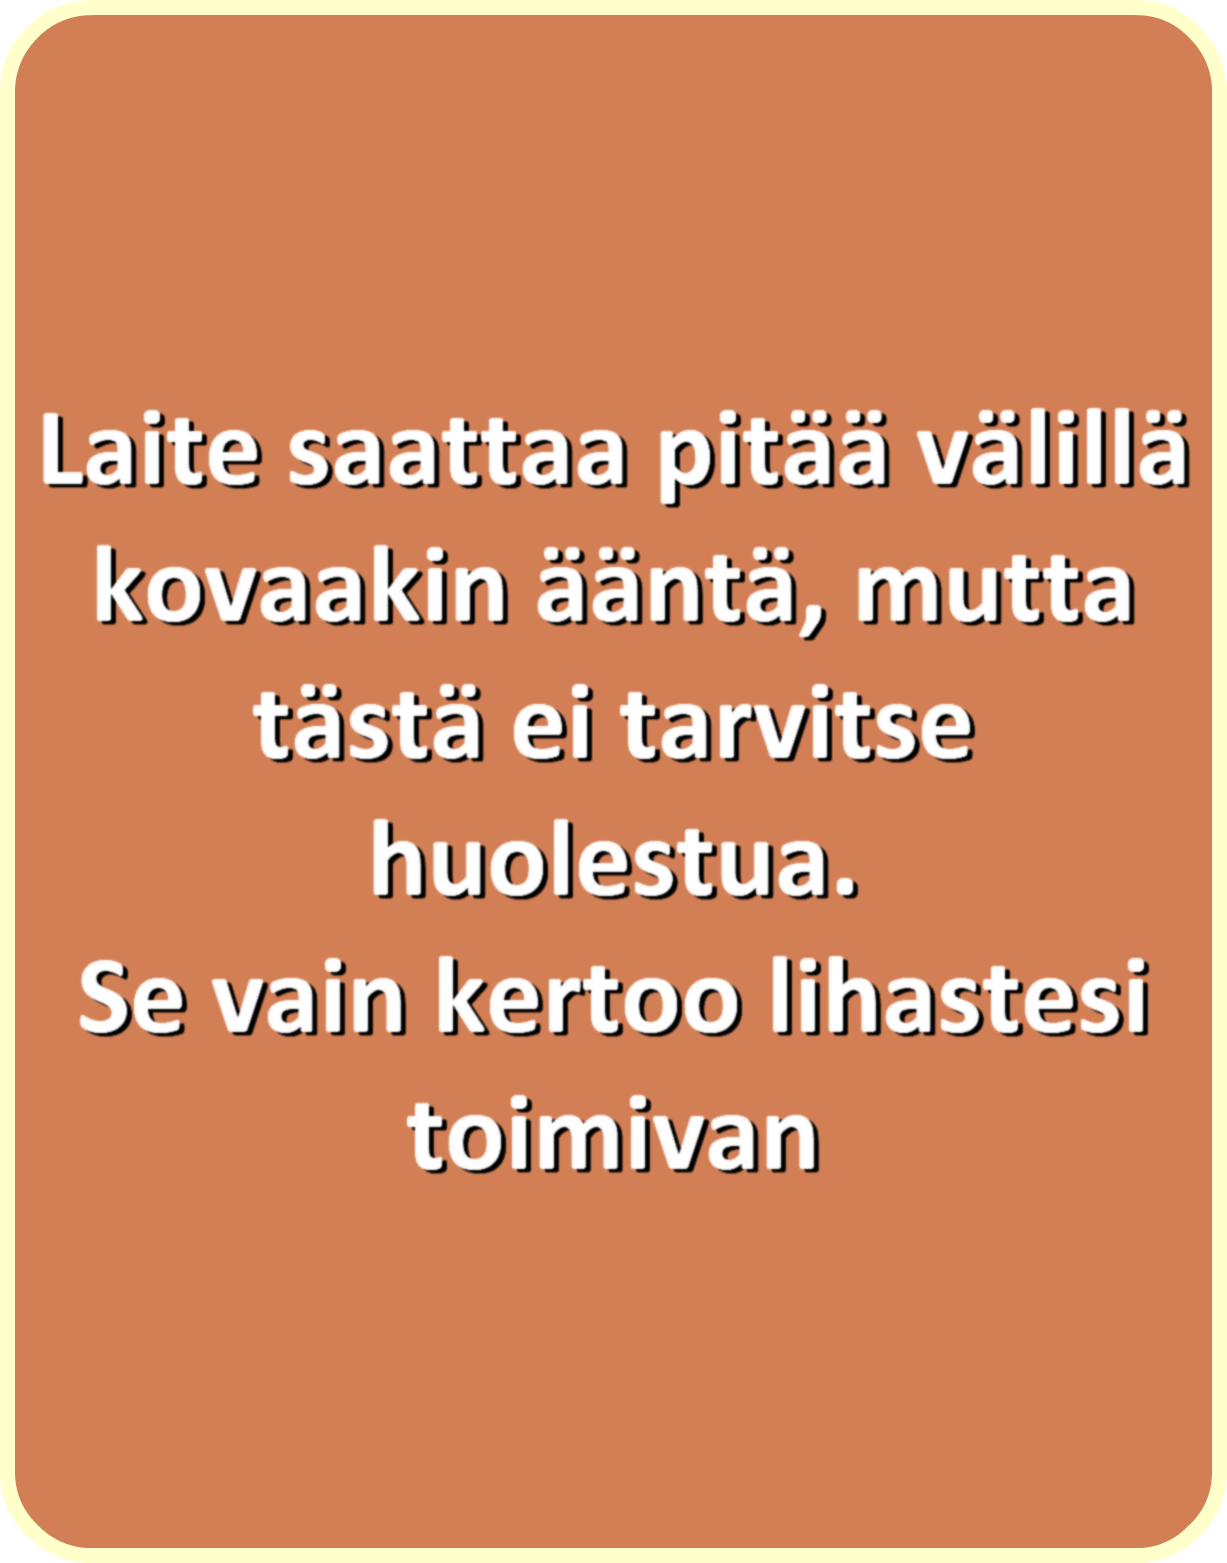 Laite saattaa pitää välillä
kovaakin ääntä, mutta
tästä ei tarvitse
huolestua.
Se vain kertoo lihastesi
toimivan